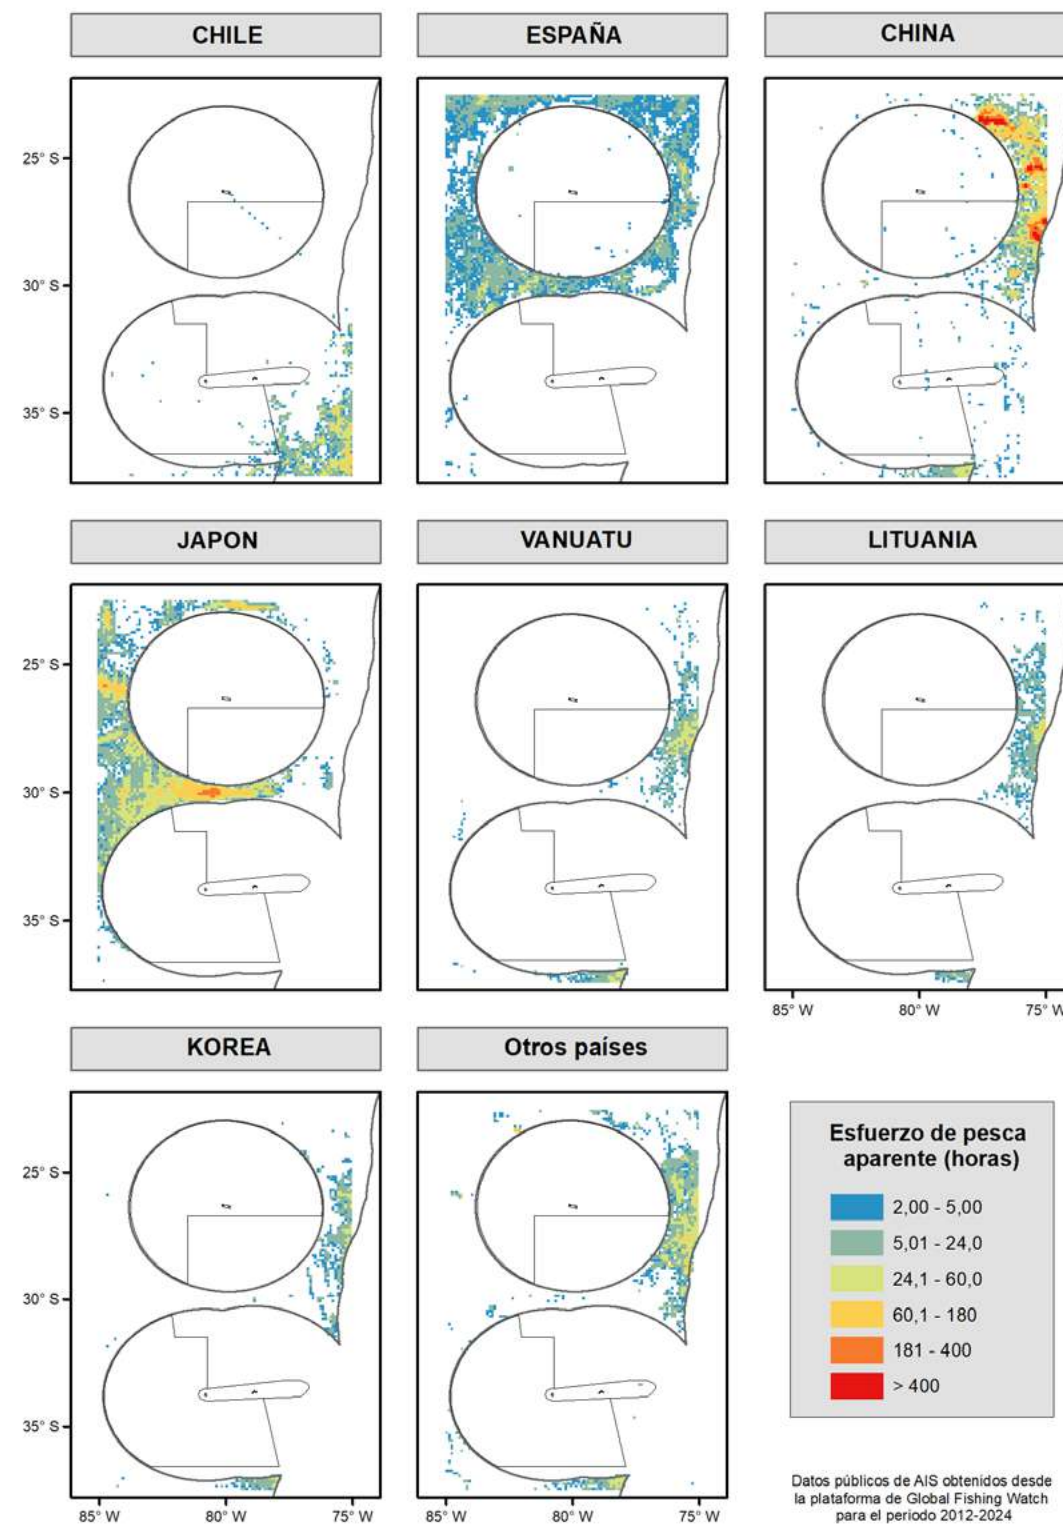 CHILE
ESPAÑA
CHINA
25° S
30° S
35° S
JAPON
VANUATU
LITUANIA
25° S
30° S
35° S
85° W
80° W
75° W
KOREA
Otros países
25° S
30° S
35° S
85° W
80° W
75° W
85° W
80° W
75° W
Esfuerzo de pesca
aparente (horas)
2,00 - 5,00
5,01 - 24,0
24,1 - 60,0
60,1 - 180
181 - 400
> 400
Datos públicos de AIS obtenidos desde
la plataforma de Global Fishing Watch
para el periodo 2012-2024